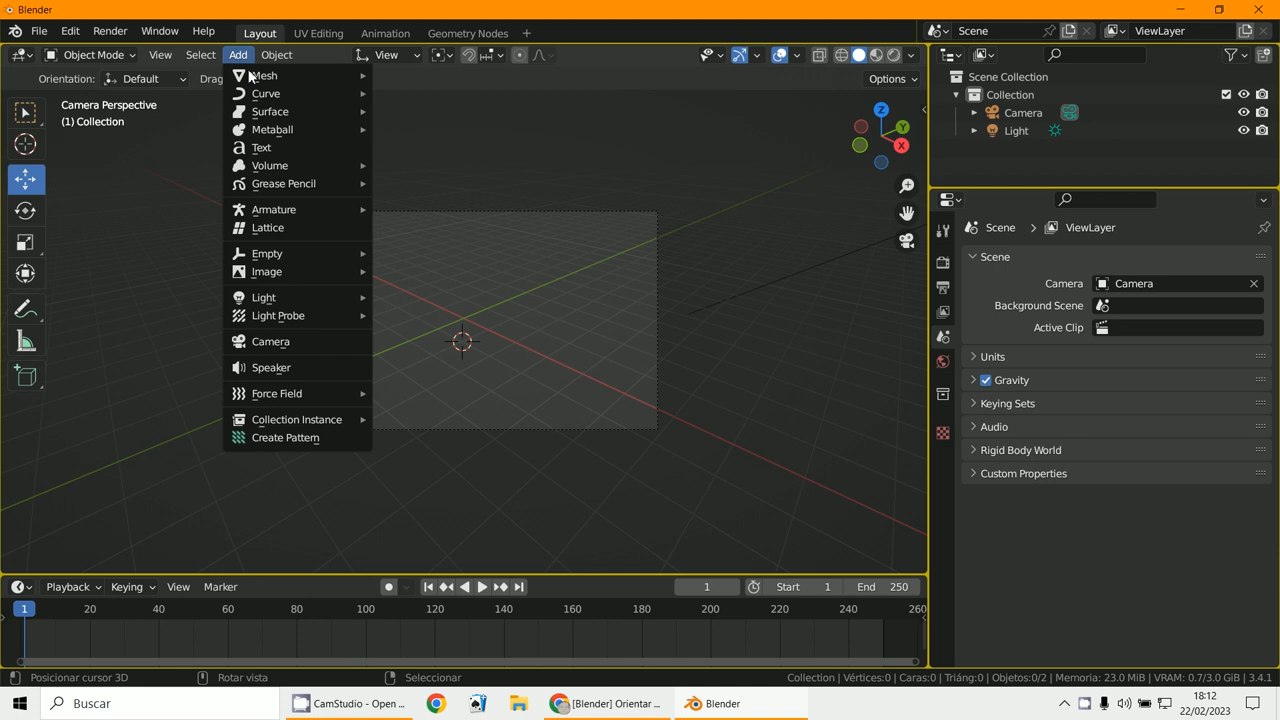 Blender
File Edit Render Window Help Layout UV Editing Animation Geometry Nodes + Scene ViewLayer
Object Mode View Select Add Object View
Orientation: Default Drag Options
Camera Perspective
(1) Collection
Mesh
Curve
Surface
Metaball
Text
Volume
Grease Pencil
Armature
Lattice
Empty
Image
Light
Light Probe
Camera
Speaker
Force Field
Collection Instance
Create Pattern
Z
Y
X
Scene Collection
Collection
Camera
Light
Scene > ViewLayer
Scene
Camera Camera
Background Scene
Active Clip
Units
Gravity
Keying Sets
Audio
Rigid Body World
Custom Properties
Playback Keying View Marker 1 Start 1 End 250
1 20 40 60 80 100 120 140 160 180 200 220 240 260
Posicionar cursor 3D Rotar vista Seleccionar Collection | Vértices:0 | Caras:0 | Triáng:0 | Objetos:0/2 | Memoria: 23.0 MiB | VRAM: 0.7/3.0 GiB | 3.4.1
Buscar CamStudio - Open ... [Blender] Orientar ... Blender 18:12
22/02/2023